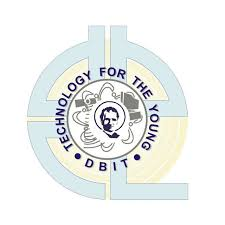 TECHNOLOGY FOR THE YOUNG
• DBIT •